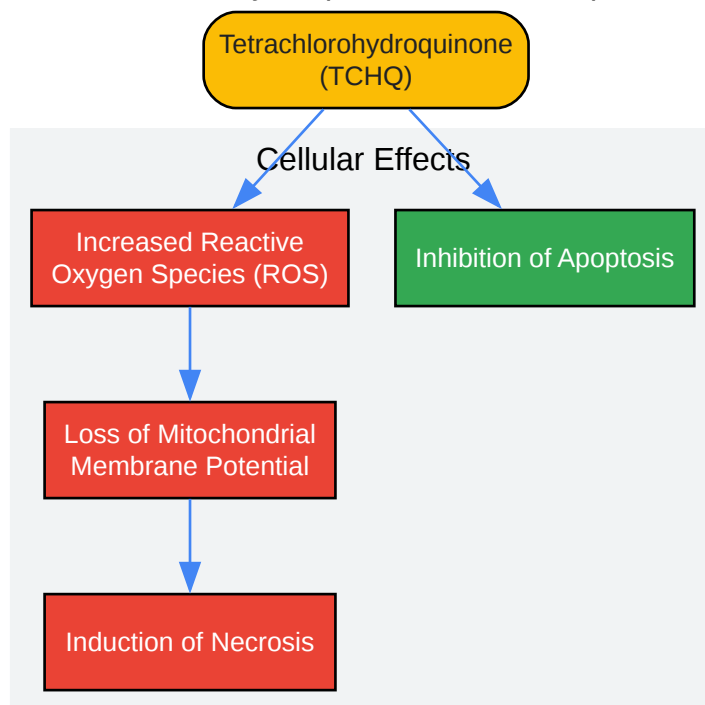 Tetrachlorohydroquinone
(TCHQ)
Cellular Effects
Increased Reactive
Oxygen Species (ROS)
Inhibition of Apoptosis
Loss of Mitochondrial
Membrane Potential
Induction of Necrosis